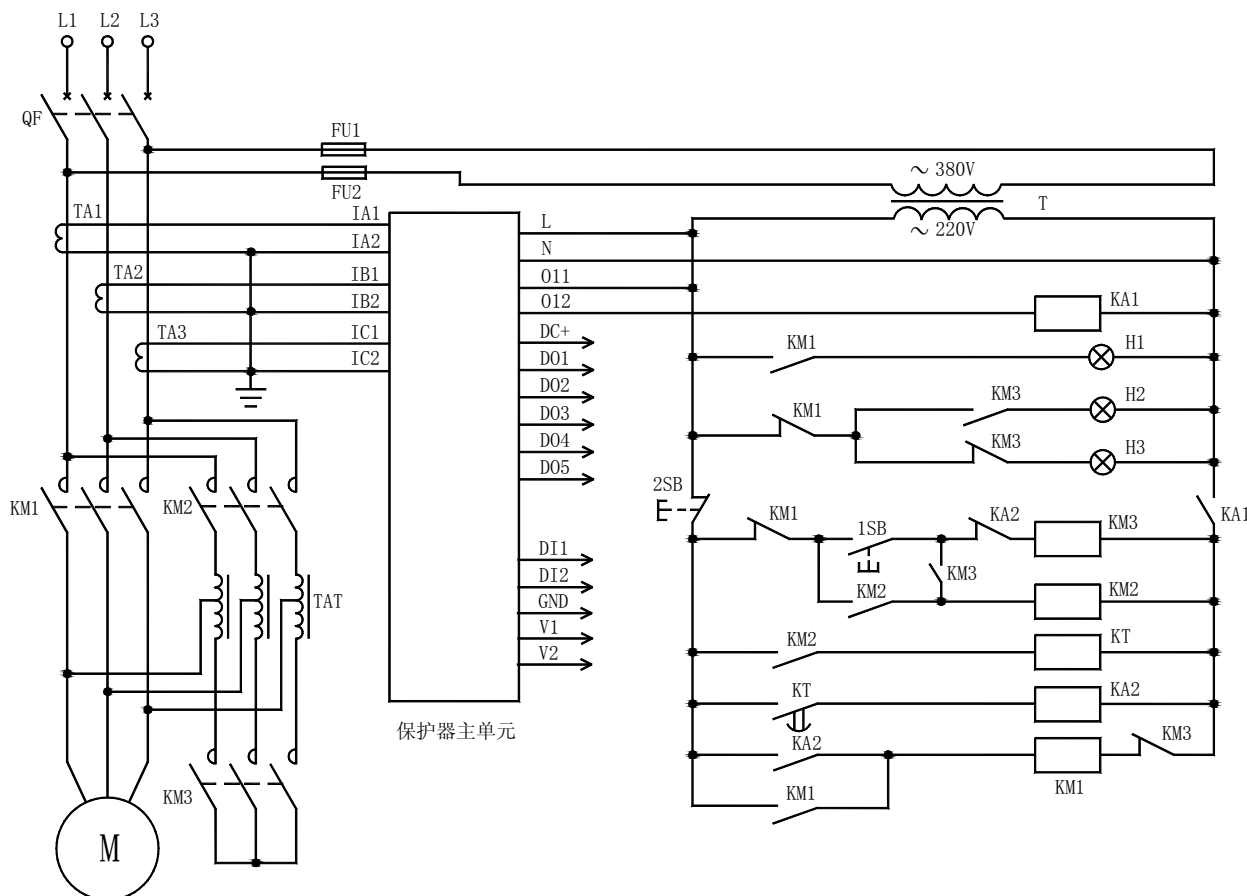 L1
L2
L3
QF
FU1
FU2
~ 380V
T
~ 220V
TA1
IA1
IA2
TA2
IB1
IB2
TA3
IC1
IC2
L
N
O11
O12
DC+
DO1
DO2
DO3
DO4
DO5
DI1
DI2
GND
V1
V2
保护器主单元
KA1
KM1
H1
KM1
KM3
H2
KM3
H3
2SB
KA1
KM1
1SB
KA2
KM3
KM3
KM2
KM2
KM2
KT
KT
KA2
KA2
KM3
KM1
KM1
KM1
KM2
TAT
KM3
M